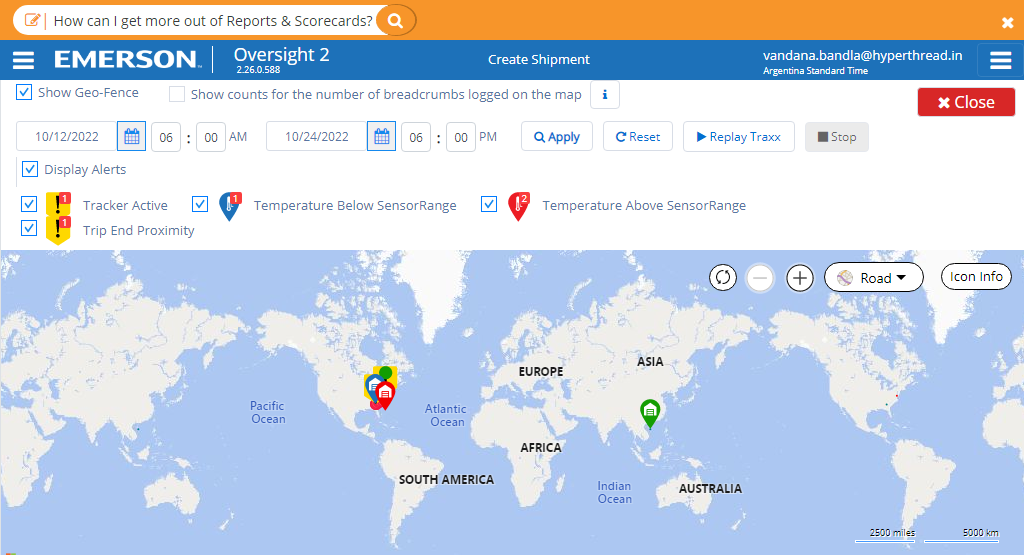 How can I get more out of Reports & Scorecards?
EMERSON
Oversight 2
2.26.0.588
Create Shipment
vandana.bandla@hyperthread.in
Argentina Standard Time
Show Geo-Fence
Show counts for the number of breadcrumbs logged on the map
i
Close
10/12/2022
06 : 00 AM
10/24/2022
06 : 00 PM
Apply
Reset
Replay Traxx
Stop
Display Alerts
1
Tracker Active
1
Temperature Below SensorRange
2
Temperature Above SensorRange
1
Trip End Proximity
Road
Icon Info
ASIA
EUROPE
Pacific
Ocean
Atlantic
Ocean
AFRICA
SOUTH AMERICA
Indian
Ocean
AUSTRALIA
2500 miles
5000 km